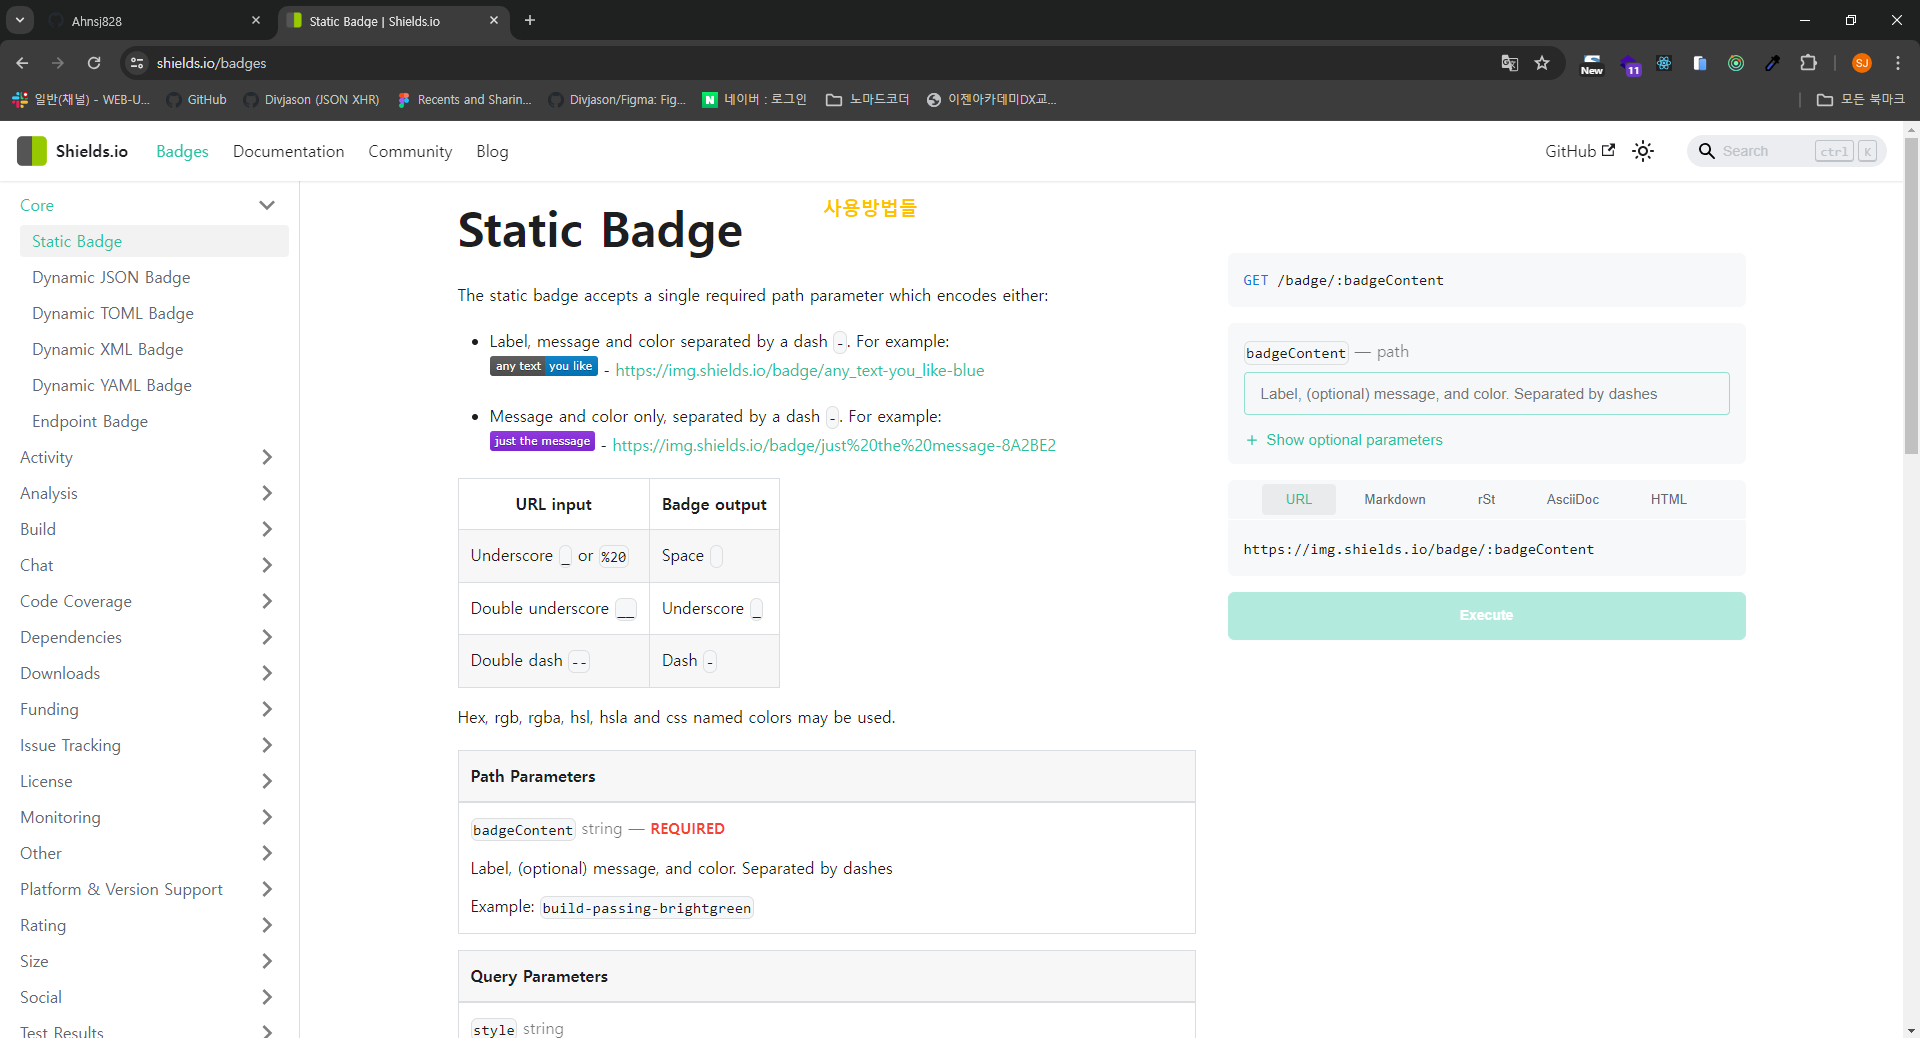 Ahnsj828
Static Badge | Shields.io
shields.io/badges
New
11
SJ
일반(채널) - WEB-U...
GitHub
Divjason (JSON XHR)
Recents and Sharin...
Divjason/Figma: Fig...
네이버 : 로그인
노마드코더
이젠아카데미DX교...
모든 북마크
Shields.io
Badges
Documentation
Community
Blog
GitHub
Search
ctrl K
Core
Static Badge
Dynamic JSON Badge
Dynamic TOML Badge
Dynamic XML Badge
Dynamic YAML Badge
Endpoint Badge
Activity
Analysis
Build
Chat
Code Coverage
Dependencies
Downloads
Funding
Issue Tracking
License
Monitoring
Other
Platform & Version Support
Rating
Size
Social
Test Results
사용방법들
Static Badge
The static badge accepts a single required path parameter which encodes either:
Label, message and color separated by a dash -. For example:
any text you like - https://img.shields.io/badge/any_text-you_like-blue
Message and color only, separated by a dash -. For example:
just the message - https://img.shields.io/badge/just%20the%20message-8A2BE2
URL input Badge output
Underscore _ or %20 Space
Double underscore __ Underscore _
Double dash -- Dash -
Hex, rgb, rgba, hsl, hsla and css named colors may be used.
Path Parameters
badgeContent string — REQUIRED
Label, (optional) message, and color. Separated by dashes
Example: build-passing-brightgreen
Query Parameters
style string
GET /badge/:badgeContent
badgeContent — path
Label, (optional) message, and color. Separated by dashes
+ Show optional parameters
URL Markdown rSt AsciiDoc HTML
https://img.shields.io/badge/:badgeContent
Execute